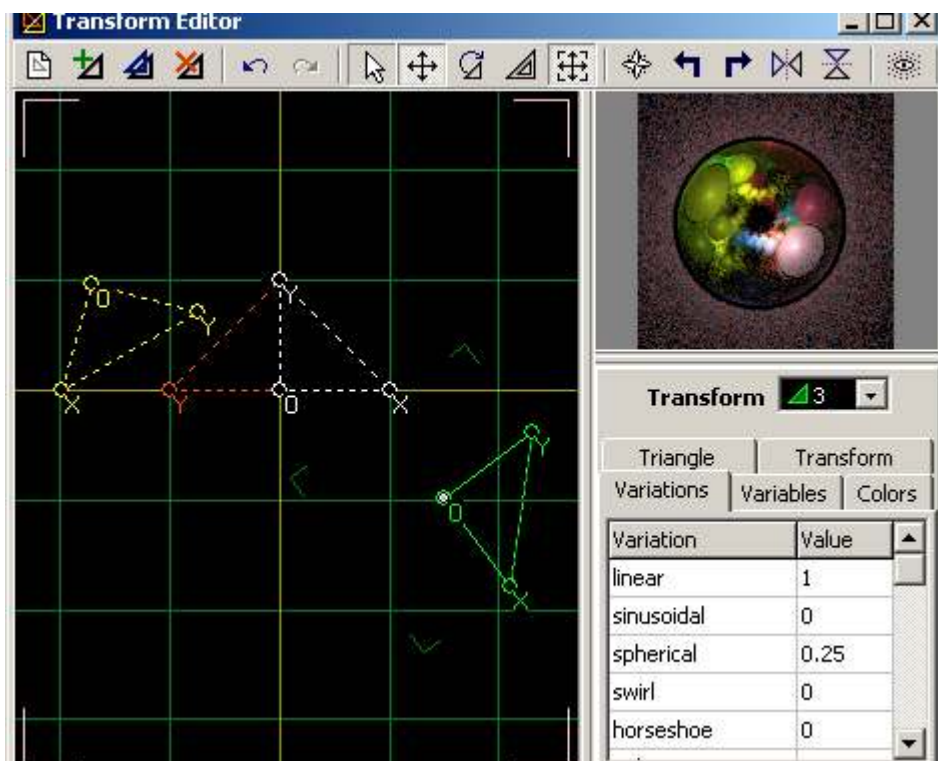 Transform Editor
O
Y
X
Y
Y
O
X
Y
O
X
Transform 3
Triangle Transform
Variations Variables Colors
Variation Value
linear 1
sinusoidal 0
spherical 0.25
swirl 0
horseshoe 0